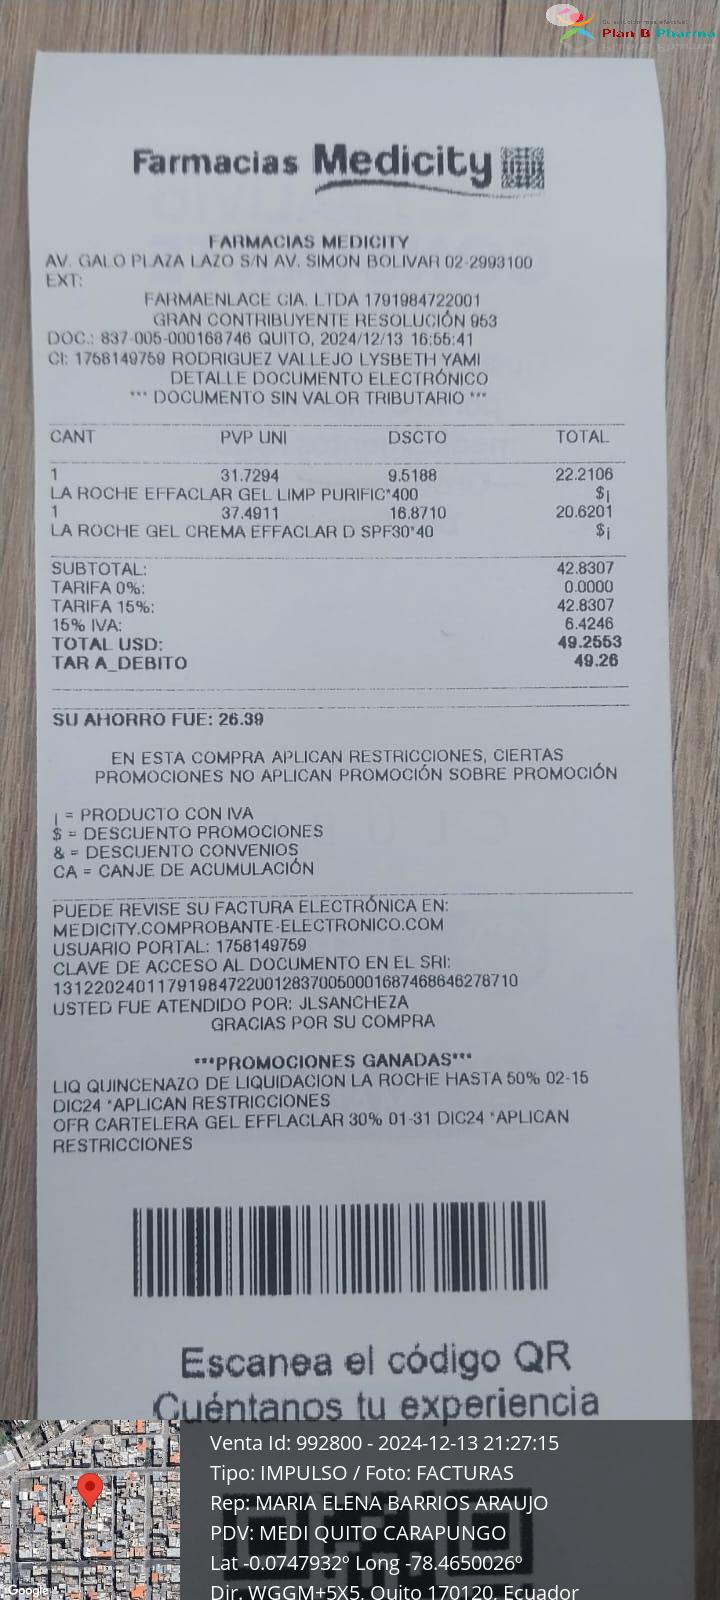 Su solución mas efectiva!
Plan B Pharma
Farmacias Medicity
FARMACIAS MEDICITY
AV. GALO PLAZA LAZO S/N AV. SIMON BOLIVAR 02-2993100
EXT:
FARMAENLACE CIA. LTDA 1791984722001
GRAN CONTRIBUYENTE RESOLUCIÓN 953
DOC.: 837-005-000168746 QUITO, 2024/12/13 16:55:41
CI: 1758149759 RODRIGUEZ VALLEJO LYSBETH YAMI
DETALLE DOCUMENTO ELECTRÓNICO
*** DOCUMENTO SIN VALOR TRIBUTARIO ***
CANT PVP UNI DSCTO TOTAL
1 31.7294 9.5188 22.2106
LA ROCHE EFFACLAR GEL LIMP PURIFIC*400 $¡
1 37.4911 16.8710 20.6201
LA ROCHE GEL CREMA EFFACLAR D SPF30*40 $¡
SUBTOTAL: 42.8307
TARIFA 0%: 0.0000
TARIFA 15%: 42.8307
15% IVA: 6.4246
TOTAL USD: 49.2553
TAR A_DEBITO 49.26
SU AHORRO FUE: 26.39
EN ESTA COMPRA APLICAN RESTRICCIONES, CIERTAS
PROMOCIONES NO APLICAN PROMOCIÓN SOBRE PROMOCIÓN
¡ = PRODUCTO CON IVA
$ = DESCUENTO PROMOCIONES
& = DESCUENTO CONVENIOS
CA = CANJE DE ACUMULACIÓN
PUEDE REVISE SU FACTURA ELECTRÓNICA EN:
MEDICITY.COMPROBANTE-ELECTRONICO.COM
USUARIO PORTAL: 1758149759
CLAVE DE ACCESO AL DOCUMENTO EN EL SRI:
1312202401179198472200128370050001687468646278710
USTED FUE ATENDIDO POR: JLSANCHEZA
GRACIAS POR SU COMPRA
***PROMOCIONES GANADAS***
LIQ QUINCENAZO DE LIQUIDACION LA ROCHE HASTA 50% 02-15
DIC24 *APLICAN RESTRICCIONES
OFR CARTELERA GEL EFFLACLAR 30% 01-31 DIC24 *APLICAN
RESTRICCIONES
Escanea el código QR
Cuéntanos tu experiencia
Venta Id: 992800 - 2024-12-13 21:27:15
Tipo: IMPULSO / Foto: FACTURAS
Rep: MARIA ELENA BARRIOS ARAUJO
PDV: MEDI QUITO CARAPUNGO
Lat -0.0747932º Long -78.4650026º
Dir. WGGM+5X5, Quito 170120, Ecuador
Google